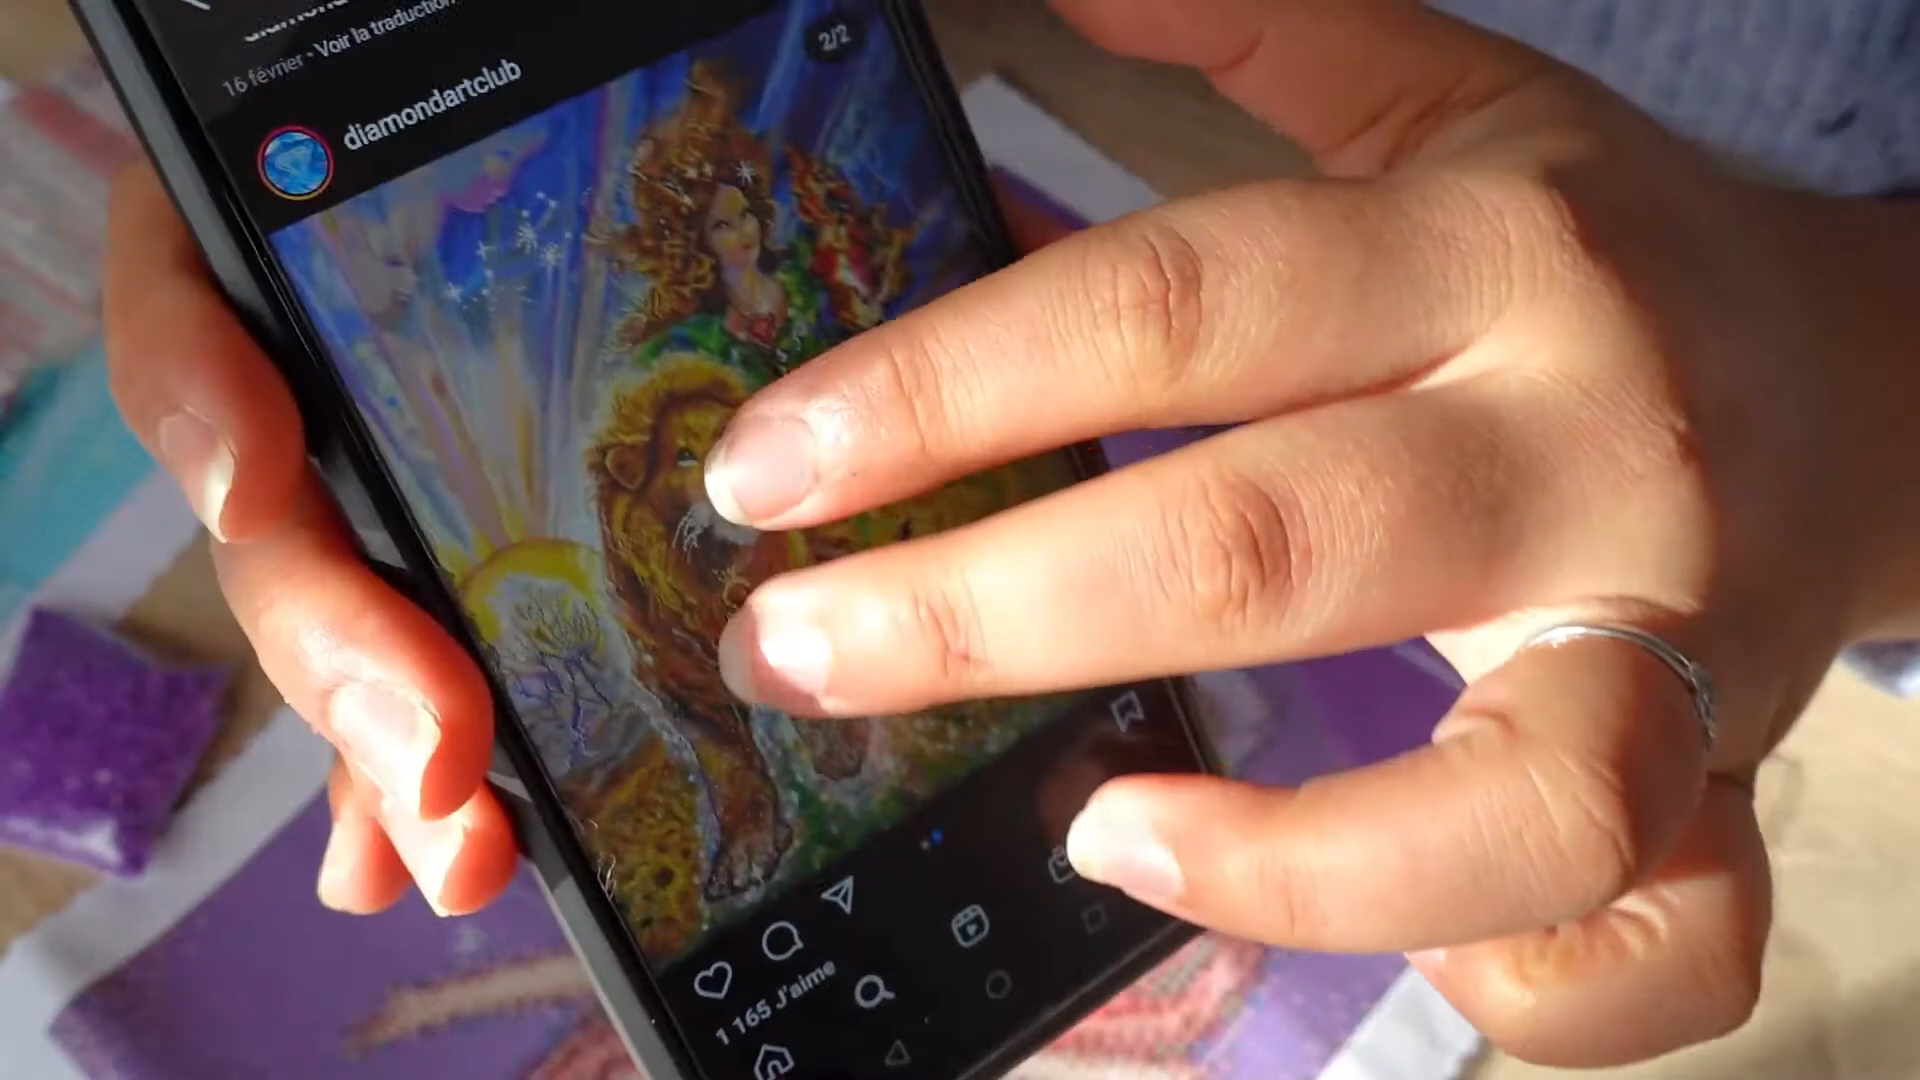 16 février · Voir la traduction
diamondartclub
2/2
1 165 J'aime